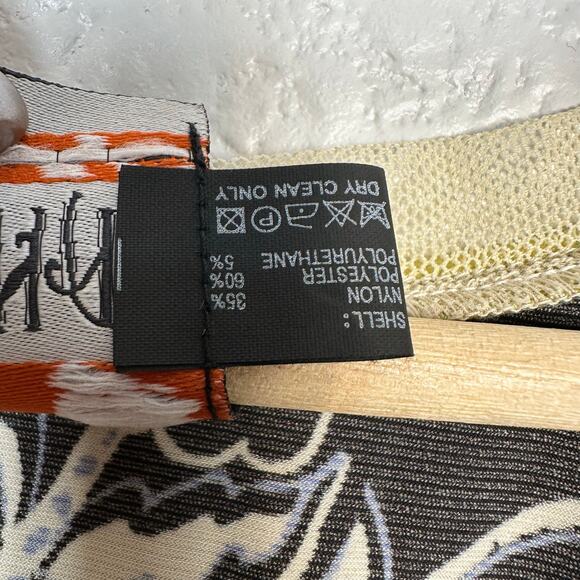 SHELL:
NYLON 35%
POLYESTER 60%
POLYURETHANE 5%
DRY CLEAN ONLY